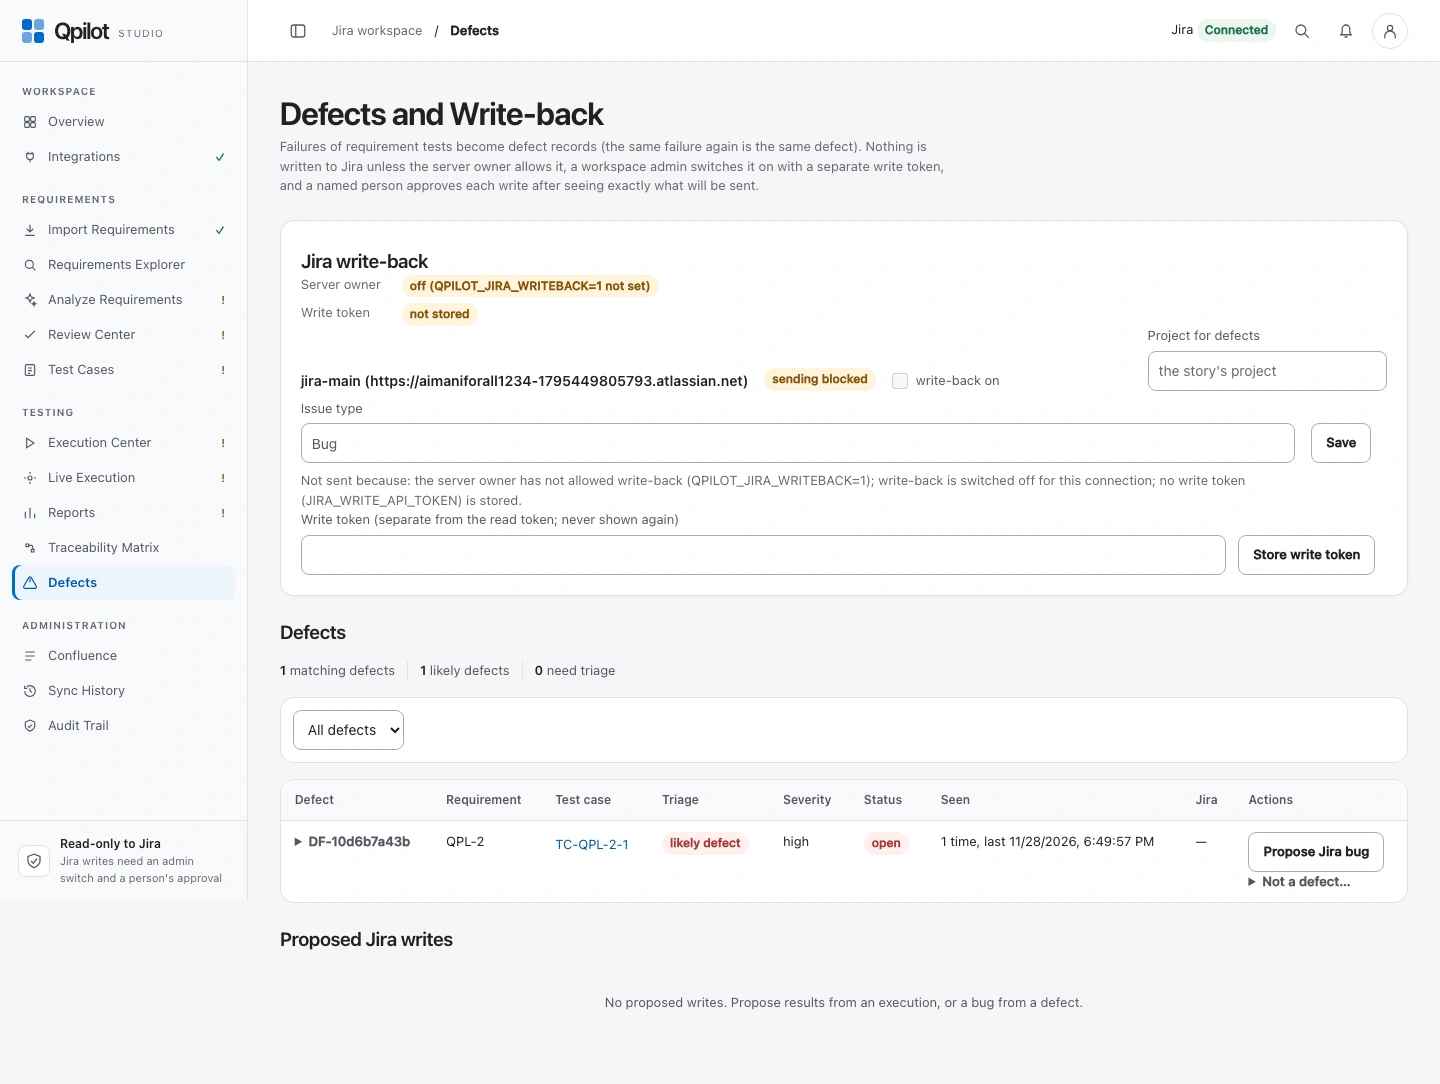 Qpilot STUDIO
Jira workspace / Defects
Jira Connected
WORKSPACE
Overview
Integrations
REQUIREMENTS
Import Requirements
Requirements Explorer
Analyze Requirements !
Review Center !
Test Cases !
TESTING
Execution Center !
Live Execution !
Reports !
Traceability Matrix
Defects
ADMINISTRATION
Confluence
Sync History
Audit Trail
Read-only to Jira
Jira writes need an admin
switch and a person's approval
Defects and Write-back
Failures of requirement tests become defect records (the same failure again is the same defect). Nothing is
written to Jira unless the server owner allows it, a workspace admin switches it on with a separate write token,
and a named person approves each write after seeing exactly what will be sent.
Jira write-back
Server owner off (QPILOT_JIRA_WRITEBACK=1 not set)
Write token not stored
Project for defects
jira-main (https://aimaniforall1234-1795449805793.atlassian.net) sending blocked write-back on the story's project
Issue type
Bug Save
Not sent because: the server owner has not allowed write-back (QPILOT_JIRA_WRITEBACK=1); write-back is switched off for this connection; no write token
(JIRA_WRITE_API_TOKEN) is stored.
Write token (separate from the read token; never shown again)
Store write token
Defects
1 matching defects 1 likely defects 0 need triage
All defects
Defect Requirement Test case Triage Severity Status Seen Jira Actions
DF-10d6b7a43b QPL-2 TC-QPL-2-1 likely defect high open 1 time, last 11/28/2026, 6:49:57 PM — Propose Jira bug
Not a defect...
Proposed Jira writes
No proposed writes. Propose results from an execution, or a bug from a defect.